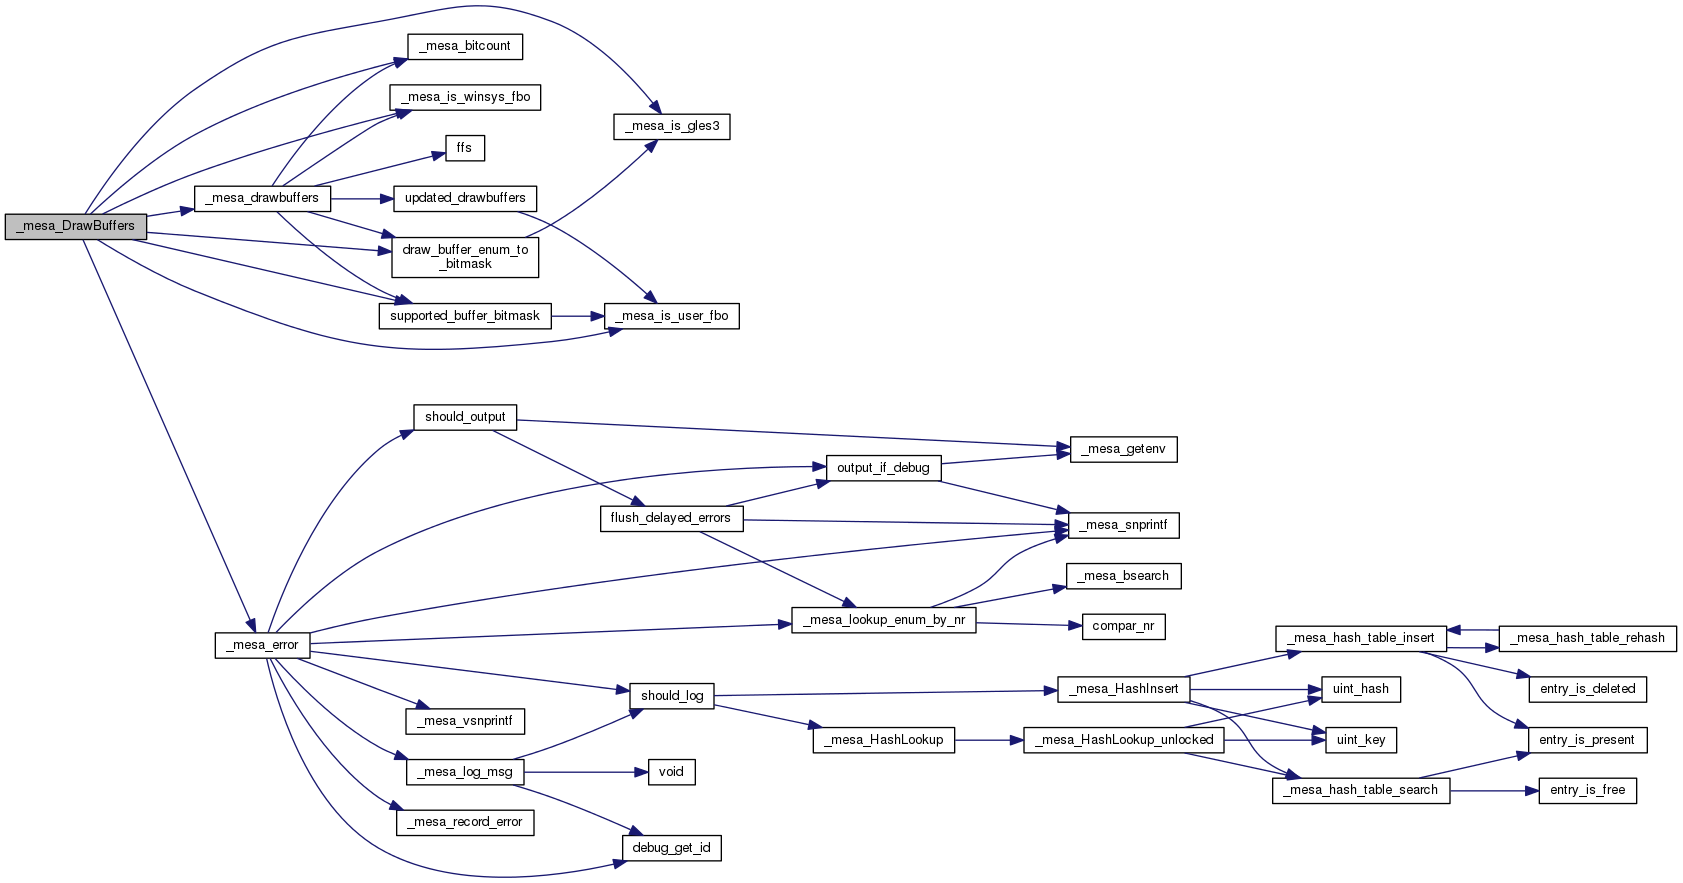 _mesa_DrawBuffers
_mesa_bitcount
_mesa_is_winsys_fbo
_mesa_is_gles3
ffs
_mesa_drawbuffers
updated_drawbuffers
draw_buffer_enum_to
_bitmask
supported_buffer_bitmask
_mesa_is_user_fbo
should_output
_mesa_getenv
output_if_debug
flush_delayed_errors
_mesa_snprintf
_mesa_bsearch
_mesa_lookup_enum_by_nr
compar_nr
_mesa_error
_mesa_hash_table_insert
_mesa_hash_table_rehash
should_log
_mesa_HashInsert
uint_hash
entry_is_deleted
_mesa_vsnprintf
_mesa_HashLookup
_mesa_HashLookup_unlocked
uint_key
entry_is_present
_mesa_log_msg
void
_mesa_hash_table_search
entry_is_free
_mesa_record_error
debug_get_id